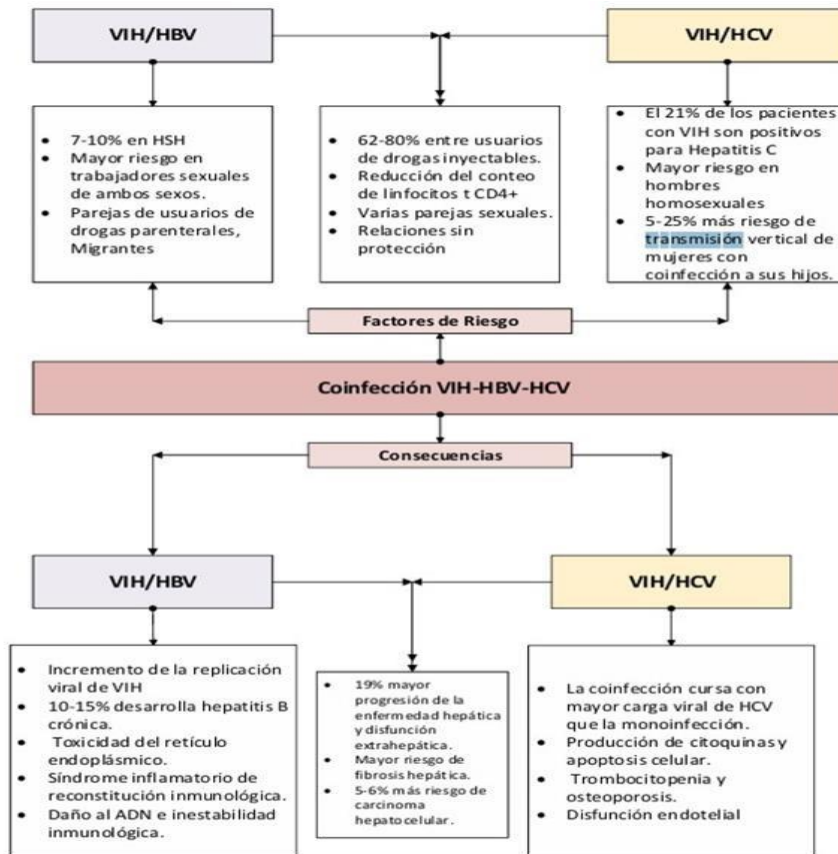 VIH/HBV
VIH/HCV
• 7-10% en HSH
• Mayor riesgo en
trabajadores sexuales
de ambos sexos.
• Parejas de usuarios de
drogas parenterales,
Migrantes
• 62-80% entre usuarios
de drogas inyectables.
• Reducción del conteo
de linfocitos t CD4+
• Varias parejas sexuales.
• Relaciones sin
protección
• El 21% de los pacientes
con VIH son positivos
para Hepatitis C
• Mayor riesgo en
hombres
homosexuales
• 5-25% más riesgo de
transmisión vertical de
mujeres con
coinfección a sus hijos.
Factores de Riesgo
Coinfección VIH-HBV-HCV
Consecuencias
VIH/HBV
VIH/HCV
• Incremento de la replicación
viral de VIH
• 10-15% desarrolla hepatitis B
crónica.
• Toxicidad del retículo
endoplásmico.
• Síndrome inflamatorio de
reconstitución inmunológica.
• Daño al ADN e inestabilidad
inmunológica.
• 19% mayor
progresión de la
enfermedad hepática
y disfunción
extrahepática.
• Mayor riesgo de
fibrosis hepática.
• 5-6% más riesgo de
carcinoma
hepatocelular.
• La coinfección cursa con
mayor carga viral de HCV
que la monoinfección.
• Producción de citoquinas y
apoptosis celular.
• Trombocitopenia y
osteoporosis.
• Disfunción endotelial